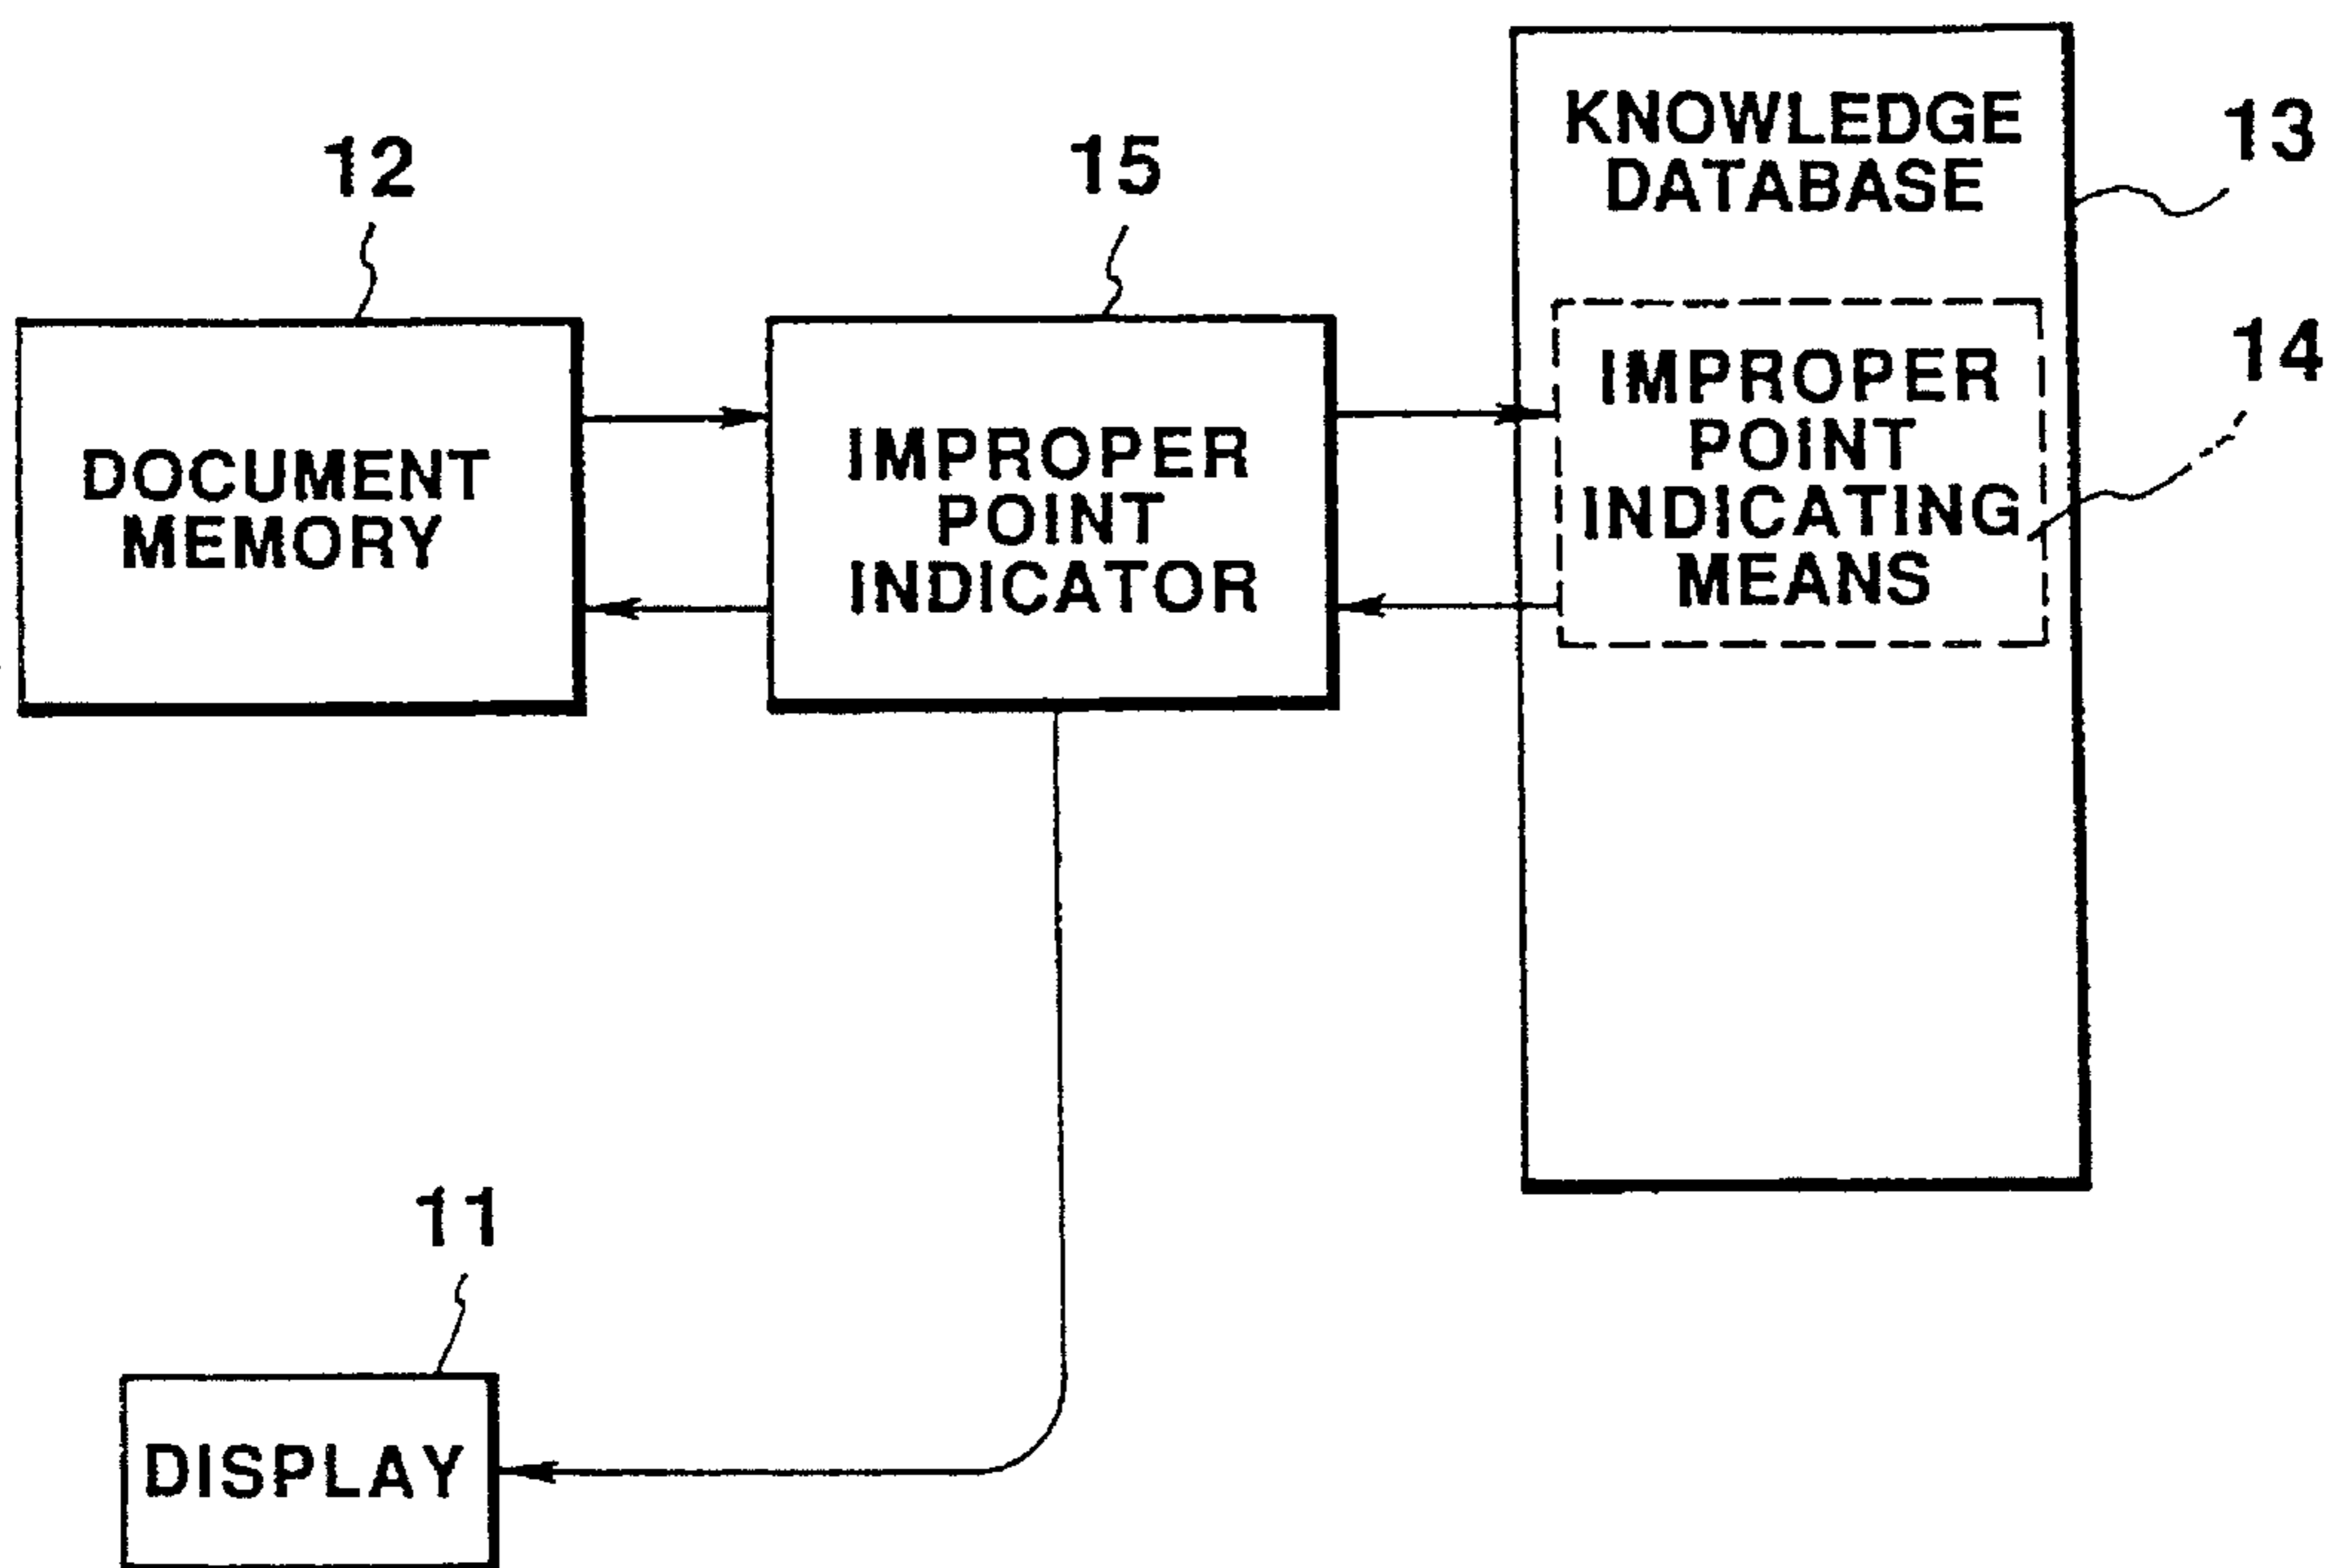 12
15
13
14
11
KNOWLEDGE
DATABASE
DOCUMENT
MEMORY
IMPROPER
POINT
INDICATOR
IMPROPER
POINT
INDICATING
MEANS
DISPLAY